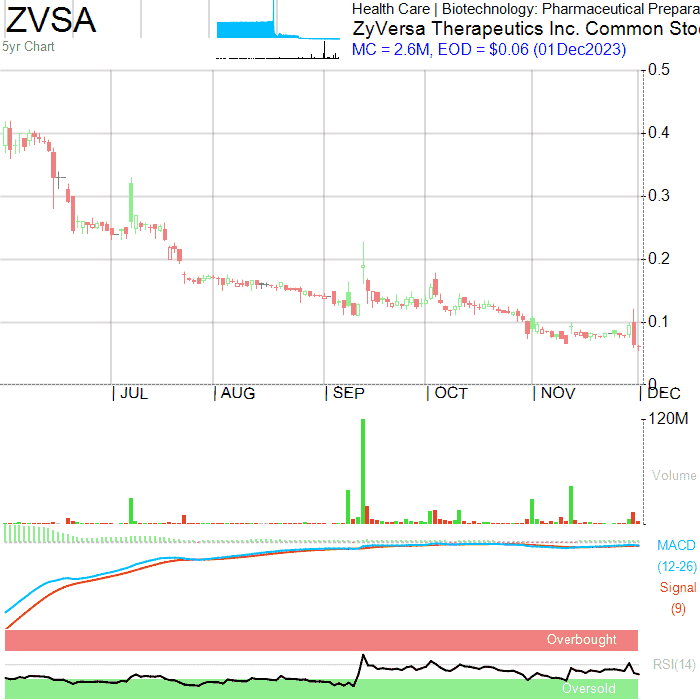 ZVSA
5yr Chart
Health Care | Biotechnology: Pharmaceutical Prepara
ZyVersa Therapeutics Inc. Common Sto
MC = 2.6M, EOD = $0.06 (01Dec2023)
0.5
0.4
0.3
0.2
0.1
0
| JUL | AUG | SEP | OCT | NOV | DEC
120M
Volume
MACD
(12-26)
Signal
(9)
Overbought
RSI(14)
Oversold